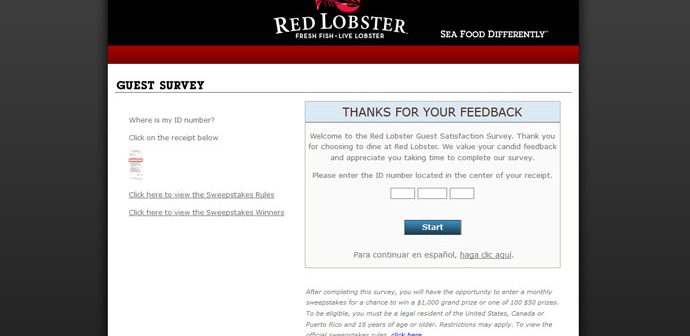 RED LOBSTER
FRESH FISH • LIVE LOBSTER
SEA FOOD DIFFERENTLY
GUEST SURVEY
Where is my ID number?
Click on the receipt below
Click here to view the Sweepstakes Rules
Click here to view the Sweepstakes Winners
THANKS FOR YOUR FEEDBACK
Welcome to the Red Lobster Guest Satisfaction Survey. Thank you
for choosing to dine at Red Lobster. We value your candid feedback
and appreciate you taking time to complete our survey.
Please enter the ID number located in the center of your receipt.
Start
Para continuar en español, haga clic aquí.
After completing this survey, you will have the opportunity to enter a monthly
sweepstakes for a chance to win a $1,000 grand prize or one of 100 $50 prizes.
To be eligible, you must be a legal resident of the United States, Canada or
Puerto Rico and 18 years of age or older. Restrictions may apply. To view the
official sweepstakes rules, click here.